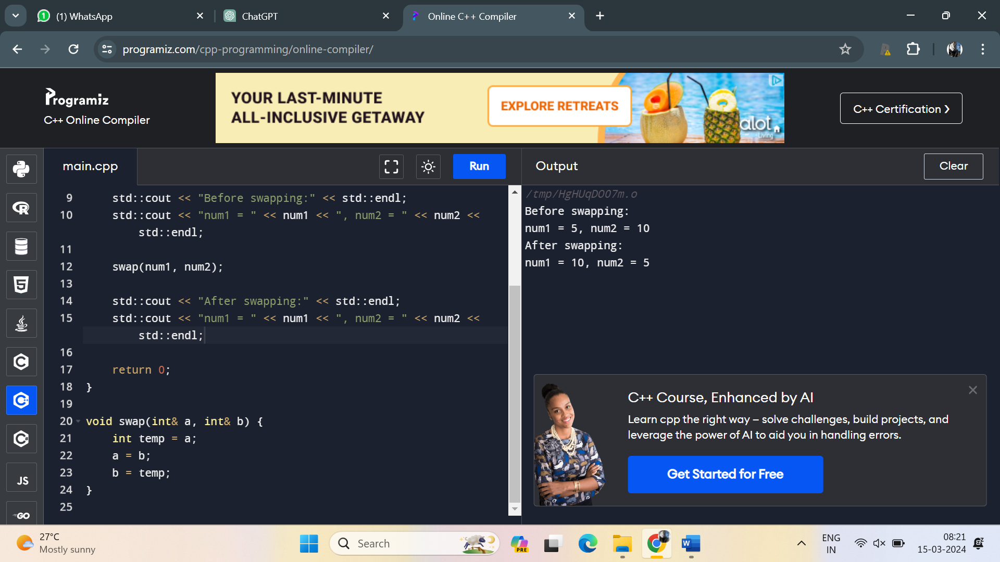 (1) WhatsApp
ChatGPT
Online C++ Compiler
programiz.com/cpp-programming/online-compiler/
Programiz
C++ Online Compiler
YOUR LAST-MINUTE
ALL-INCLUSIVE GETAWAY
EXPLORE RETREATS
alot
Living
C++ Certification ❯
main.cpp
Run
Output
Clear
9 std::cout << "Before swapping:" << std::endl;
10 std::cout << "num1 = " << num1 << ", num2 = " << num2 <<
std::endl;
11
12 swap(num1, num2);
13
14 std::cout << "After swapping:" << std::endl;
15 std::cout << "num1 = " << num1 << ", num2 = " << num2 <<
std::endl;
16
17 return 0;
18 }
19
20 void swap(int& a, int& b) {
21 int temp = a;
22 a = b;
23 b = temp;
24 }
25
/tmp/HgHUqDOO7m.o
Before swapping:
num1 = 5, num2 = 10
After swapping:
num1 = 10, num2 = 5
C++ Course, Enhanced by AI
Learn cpp the right way – solve challenges, build projects, and
leverage the power of AI to aid you in handling errors.
Get Started for Free
JS
GO
27°C
Mostly sunny
Search
PRE
W
ENG
IN
08:21
15-03-2024